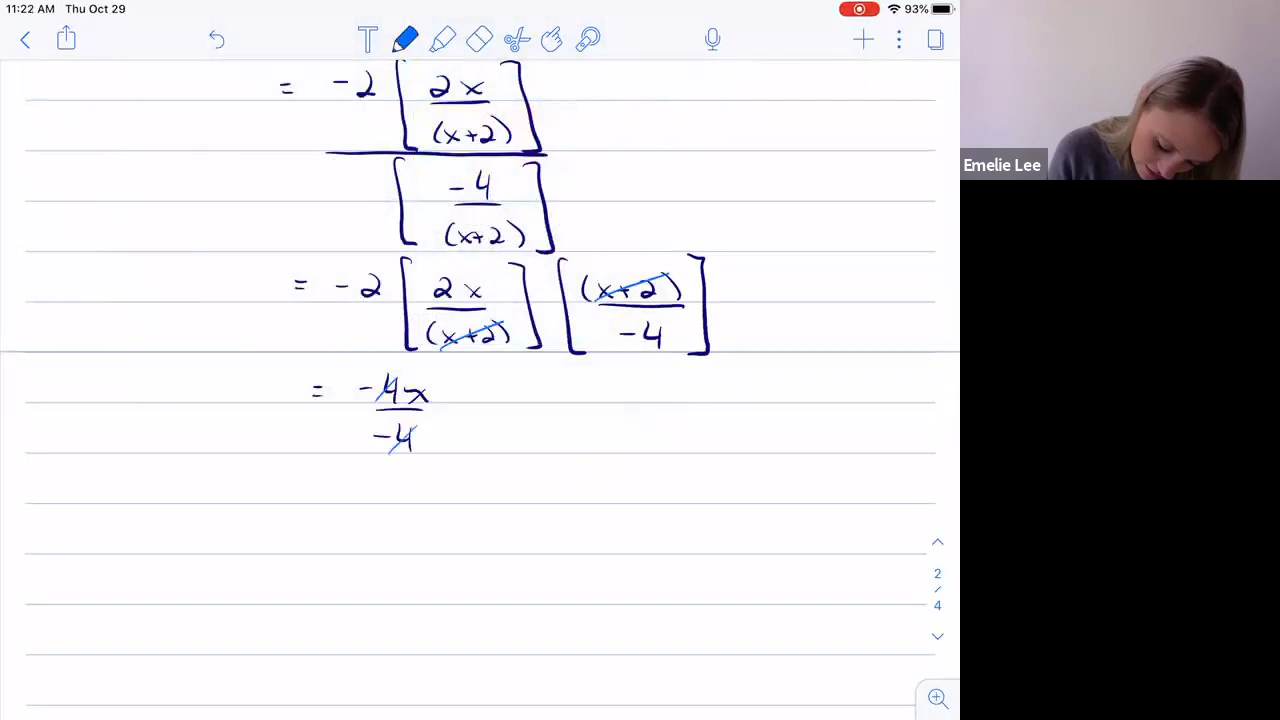 11:22 AM Thu Oct 29
93%
T
Emelie Lee
= -2 [ 2x / (x+2) ]
[ -4 / (x+2) ]
= -2 [ 2x / (x+2) ] [ (x+2) / -4 ]
= -4x / -4
2
/
4